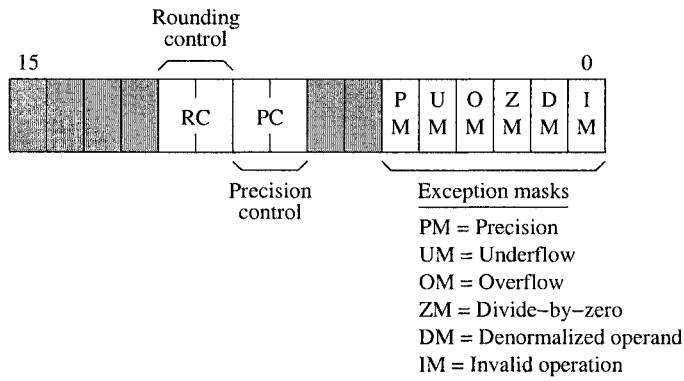 Rounding
control
15
0
RC
PC
P
M
U
M
O
M
Z
M
D
M
I
M
Precision
control
Exception masks
PM = Precision
UM = Underflow
OM = Overflow
ZM = Divide–by–zero
DM = Denormalized operand
IM = Invalid operation